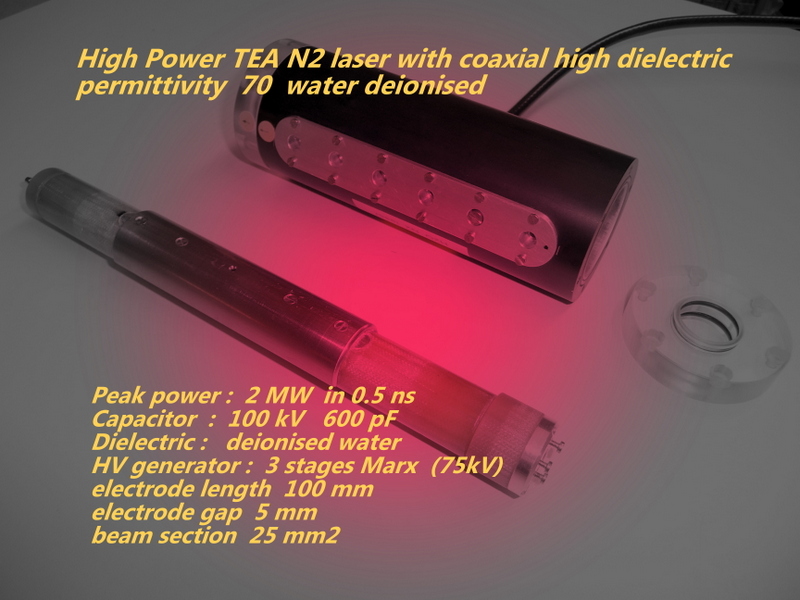 High Power TEA N2 laser with coaxial high dielectric
permittivity 70 water deionised
Peak power : 2 MW in 0.5 ns
Capacitor : 100 kV 600 pF
Dielectric : deionised water
HV generator : 3 stages Marx (75kV)
electrode length 100 mm
electrode gap 5 mm
beam section 25 mm2